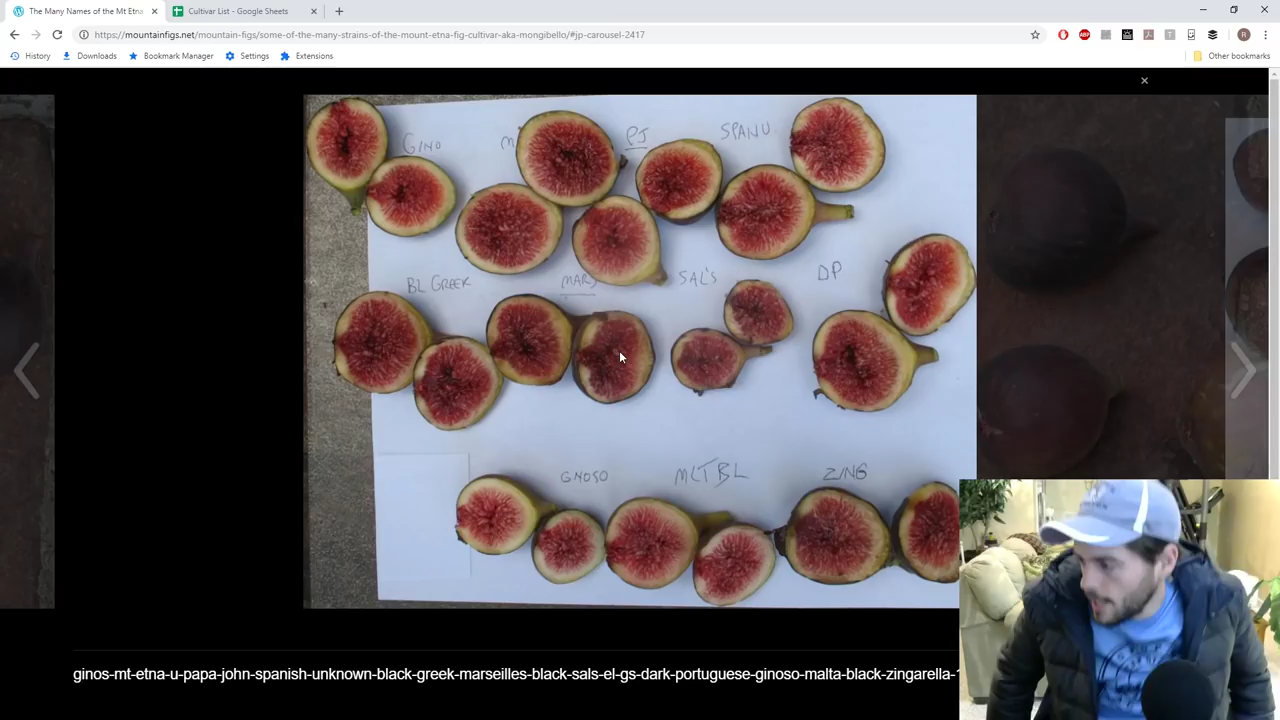 The Many Names of the Mt Etna
Cultivar List - Google Sheets
https://mountainfigs.net/mountain-figs/some-of-the-many-strains-of-the-mount-etna-fig-cultivar-aka-mongibello/#jp-carousel-2417
History Downloads Bookmark Manager Settings Extensions Other bookmarks
GINO PJ SPANU
BL GREEK MARS SAL'S DP
GNOSO MLTBL ZING
ginos-mt-etna-u-papa-john-spanish-unknown-black-greek-marseilles-black-sals-el-gs-dark-portuguese-ginoso-malta-black-zingarella-